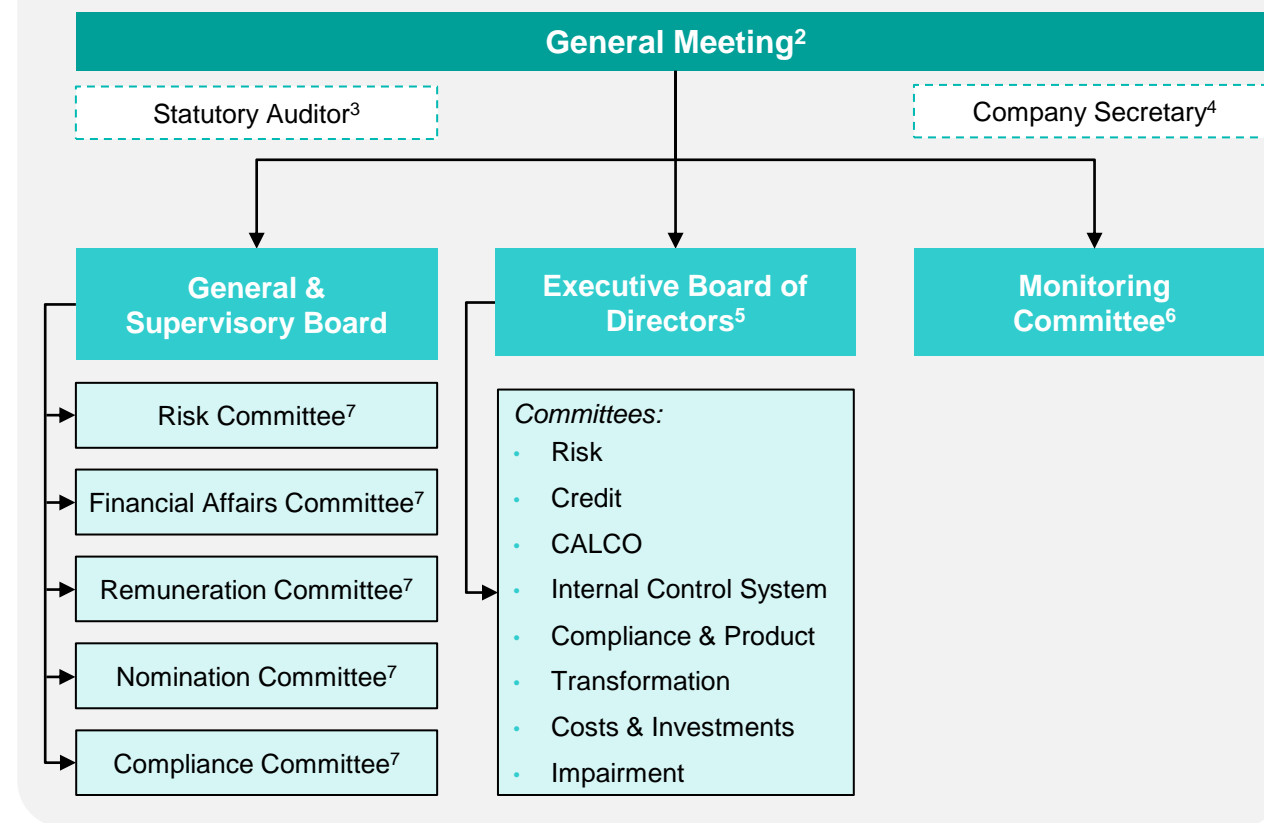 General Meeting²
Statutory Auditor³
Company Secretary⁴
General &
Supervisory Board
Executive Board of
Directors⁵
Monitoring
Committee⁶
Risk Committee⁷
Financial Affairs Committee⁷
Remuneration Committee⁷
Nomination Committee⁷
Compliance Committee⁷
Committees:
• Risk
• Credit
• CALCO
• Internal Control System
• Compliance & Product
• Transformation
• Costs & Investments
• Impairment